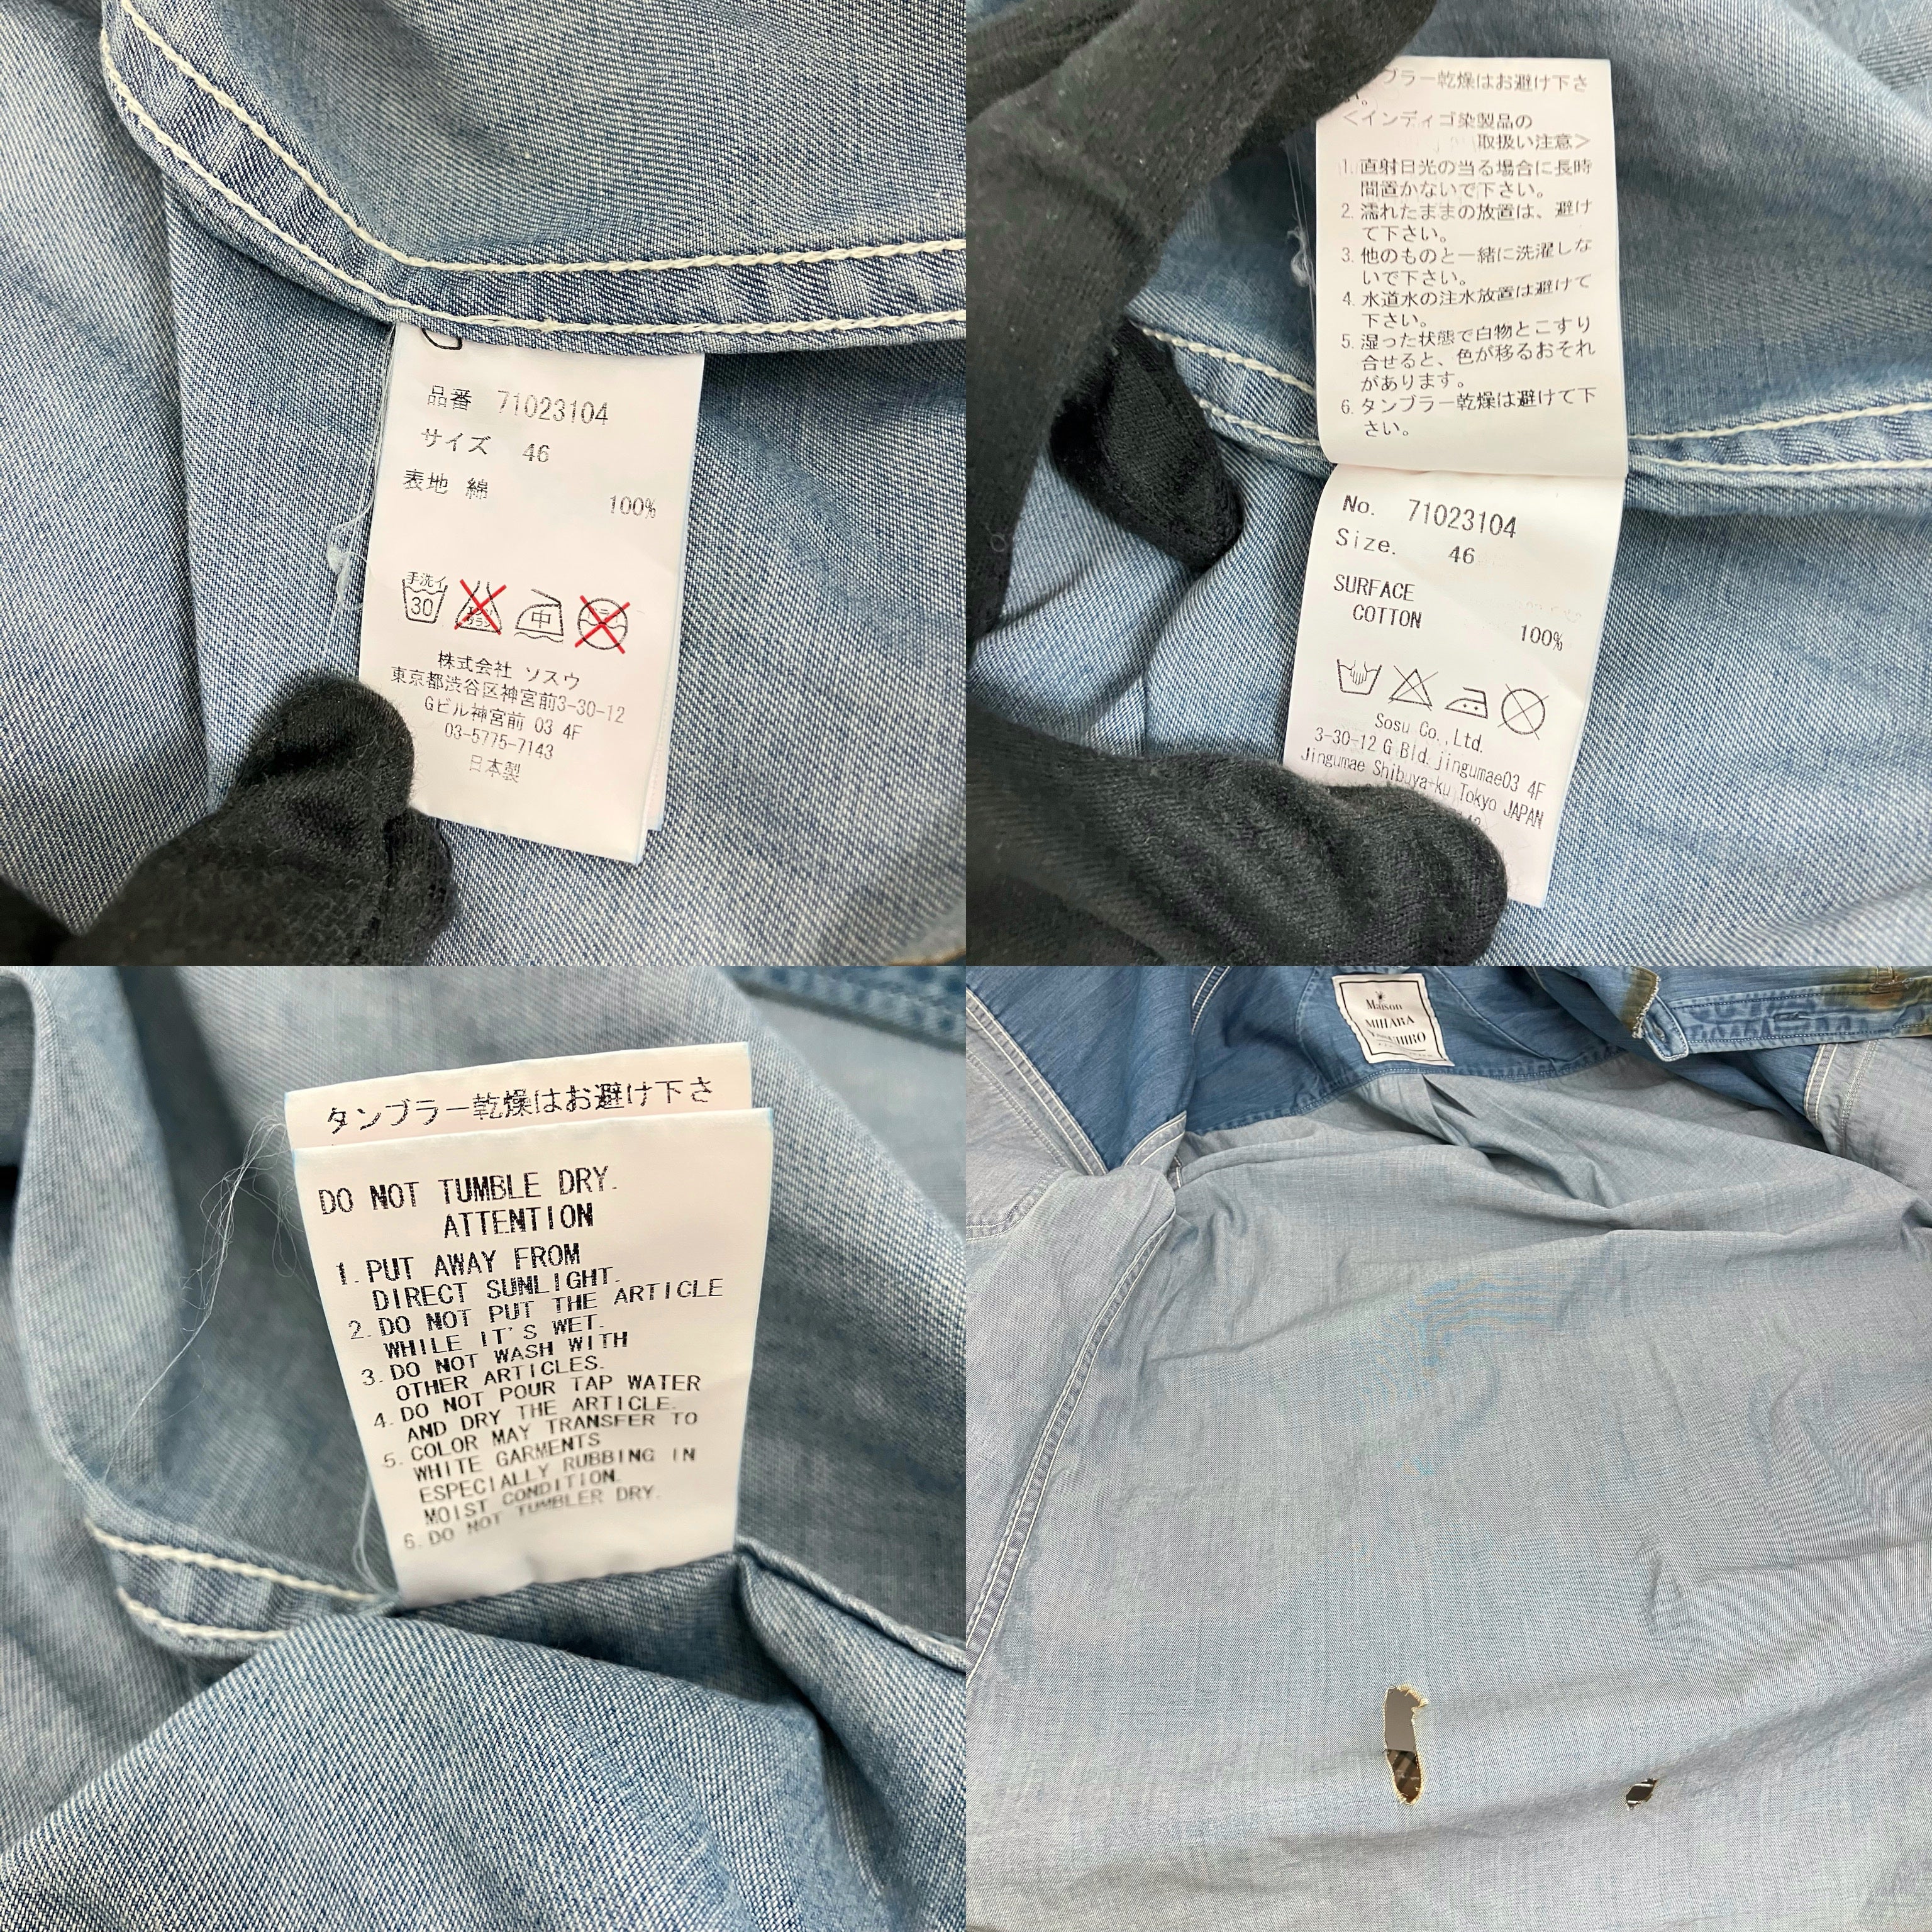 品番 71023104
サイズ 46
表地 綿 100%
手洗イ
30
中
株式会社 ソスウ
東京都渋谷区神宮前3-30-12
Gビル神宮前 03 4F
03-5775-7143
日本製
ンブラー乾燥はお避け下さ
い。
<インディゴ染製品の
取扱い注意>
1. 直射日光の当る場合に長時
間置かないで下さい。
2. 濡れたままの放置は、避け
て下さい。
3. 他のものと一緒に洗濯しな
いで下さい。
4. 水道水の注水放置は避けて
下さい。
5. 湿った状態で白物とこすり
合せると、色が移るおそれ
があります。
6. タンブラー乾燥は避けて下
さい。
No. 71023104
Size. 46
SURFACE
COTTON 100%
Sosu Co.,Ltd.
3-30-12 G.Bld.jingumae03 4F
Jingumae Shibuya-ku Tokyo JAPAN
タンブラー乾燥はお避け下さ
DO NOT TUMBLE DRY.
ATTENTION
1. PUT AWAY FROM
DIRECT SUNLIGHT.
2. DO NOT PUT THE ARTICLE
WHILE IT'S WET.
3. DO NOT WASH WITH
OTHER ARTICLES.
4. DO NOT POUR TAP WATER
AND DRY THE ARTICLE.
5. COLOR MAY TRANSFER TO
WHITE GARMENTS
ESPECIALLY RUBBING IN
MOIST CONDITION.
6. DO NOT TUMBLER DRY.
Maison
MIHARA